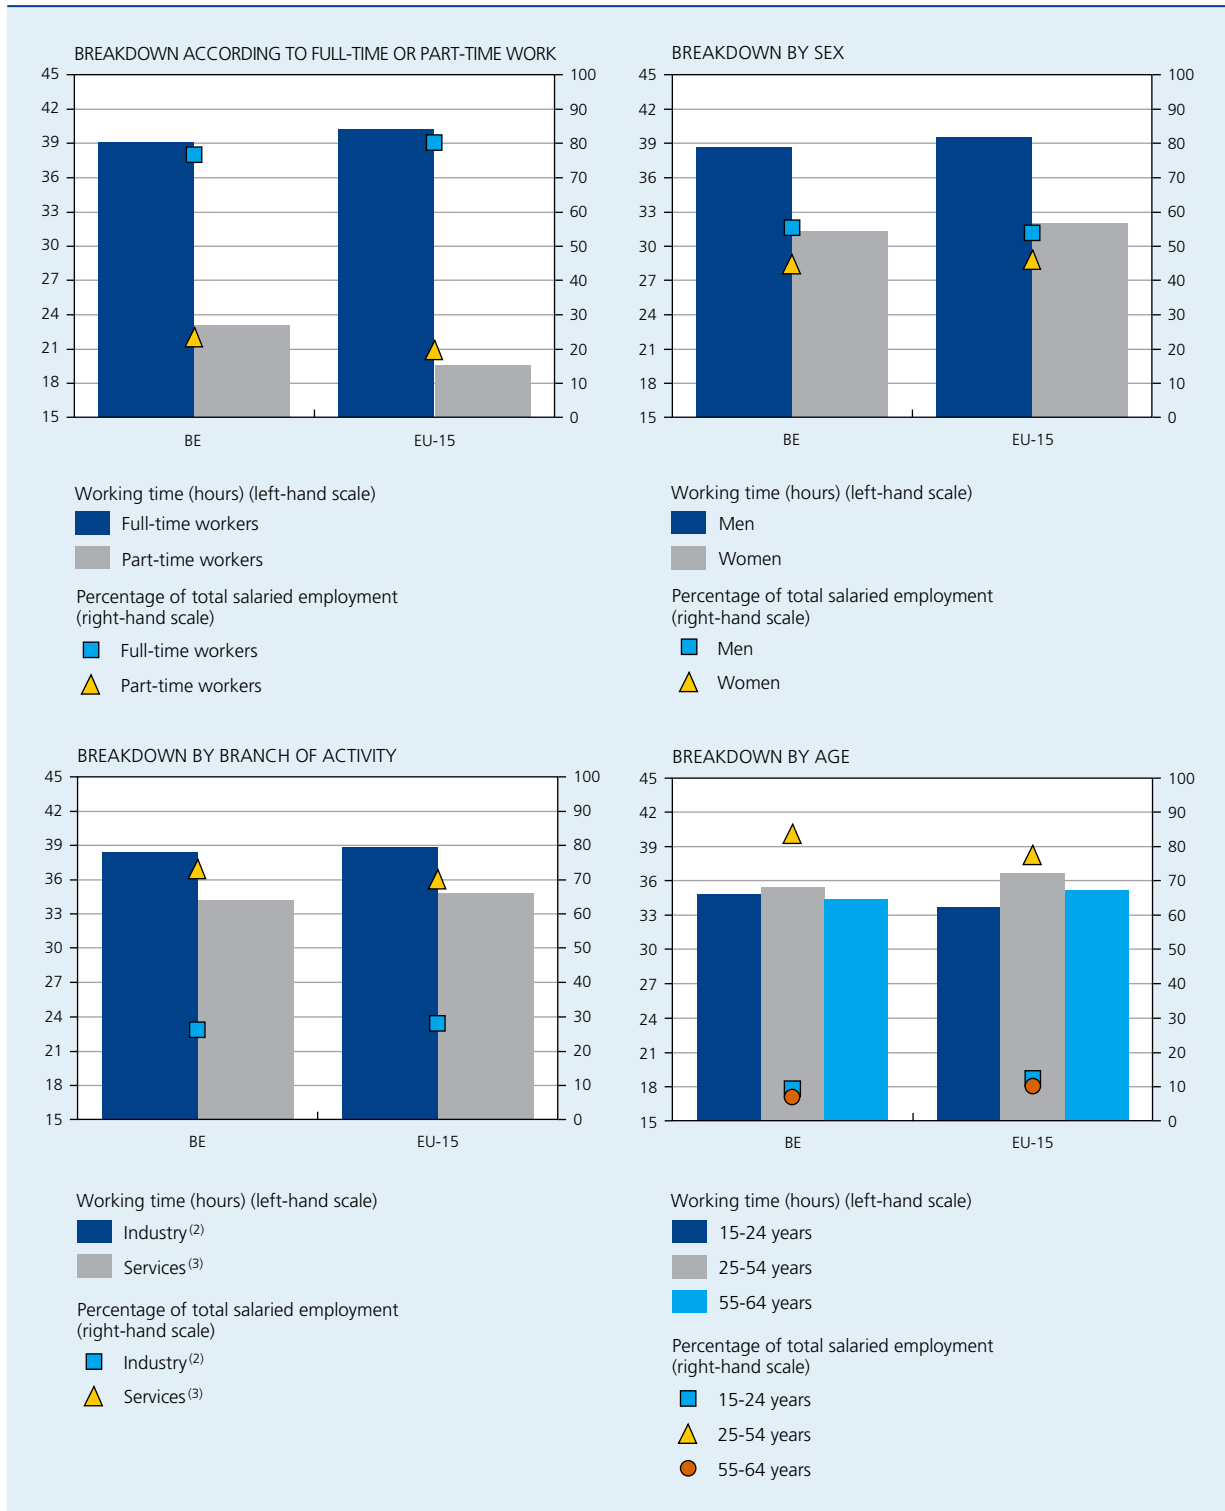 BREAKDOWN ACCORDING TO FULL-TIME OR PART-TIME WORK
45
42
39
36
33
30
27
24
21
18
15
100
90
80
70
60
50
40
30
20
10
0
BE
EU-15
Working time (hours) (left-hand scale)
Full-time workers
Part-time workers
Percentage of total salaried employment
(right-hand scale)
Full-time workers
Part-time workers
BREAKDOWN BY SEX
45
42
39
36
33
30
27
24
21
18
15
100
90
80
70
60
50
40
30
20
10
0
BE
EU-15
Working time (hours) (left-hand scale)
Men
Women
Percentage of total salaried employment
(right-hand scale)
Men
Women
BREAKDOWN BY BRANCH OF ACTIVITY
45
42
39
36
33
30
27
24
21
18
15
100
90
80
70
60
50
40
30
20
10
0
BE
EU-15
Working time (hours) (left-hand scale)
Industry (2)
Services (3)
Percentage of total salaried employment
(right-hand scale)
Industry (2)
Services (3)
BREAKDOWN BY AGE
45
42
39
36
33
30
27
24
21
18
15
100
90
80
70
60
50
40
30
20
10
0
BE
EU-15
Working time (hours) (left-hand scale)
15-24 years
25-54 years
55-64 years
Percentage of total salaried employment
(right-hand scale)
15-24 years
25-54 years
55-64 years